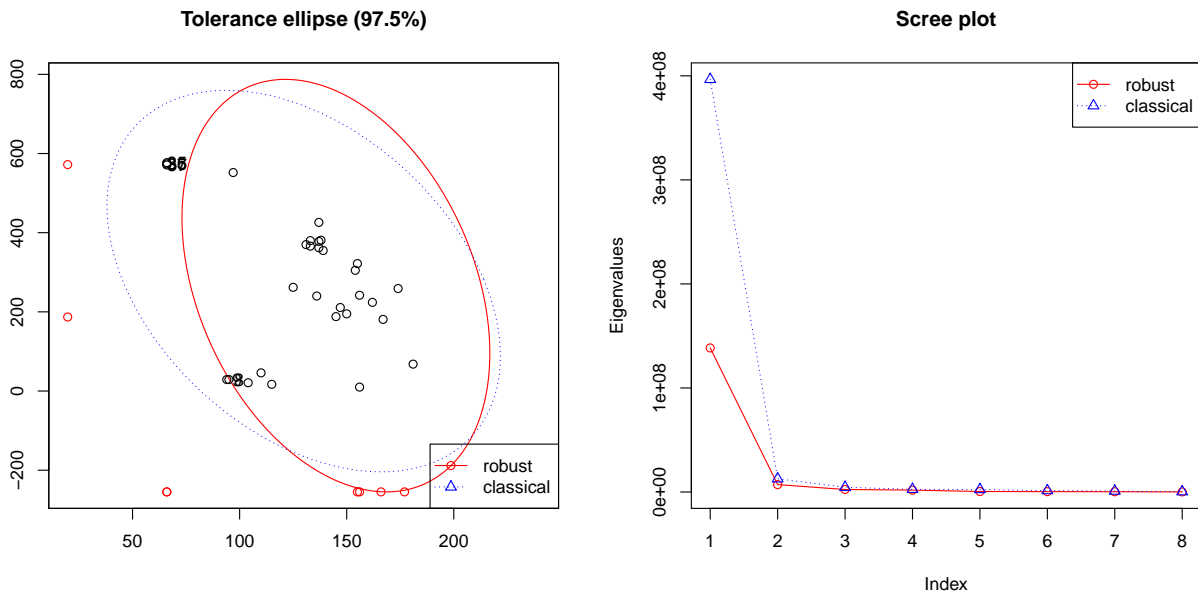 Tolerance ellipse (97.5%)
800
600
400
200
0
−200
50
100
150
200
robust
classical
Scree plot
4e+08
3e+08
2e+08
1e+08
0e+00
Eigenvalues
1
2
3
4
5
6
7
8
Index
robust
classical